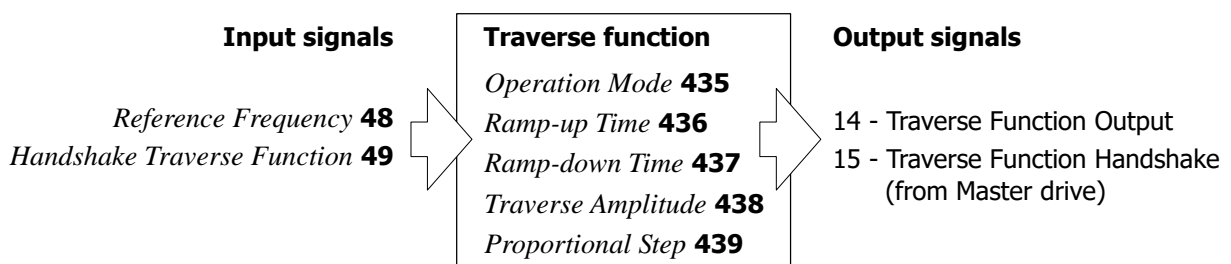 Input signals
Reference Frequency 48
Handshake Traverse Function 49
Traverse function
Operation Mode 435
Ramp-up Time 436
Ramp-down Time 437
Traverse Amplitude 438
Proportional Step 439
Output signals
14 - Traverse Function Output
15 - Traverse Function Handshake
(from Master drive)